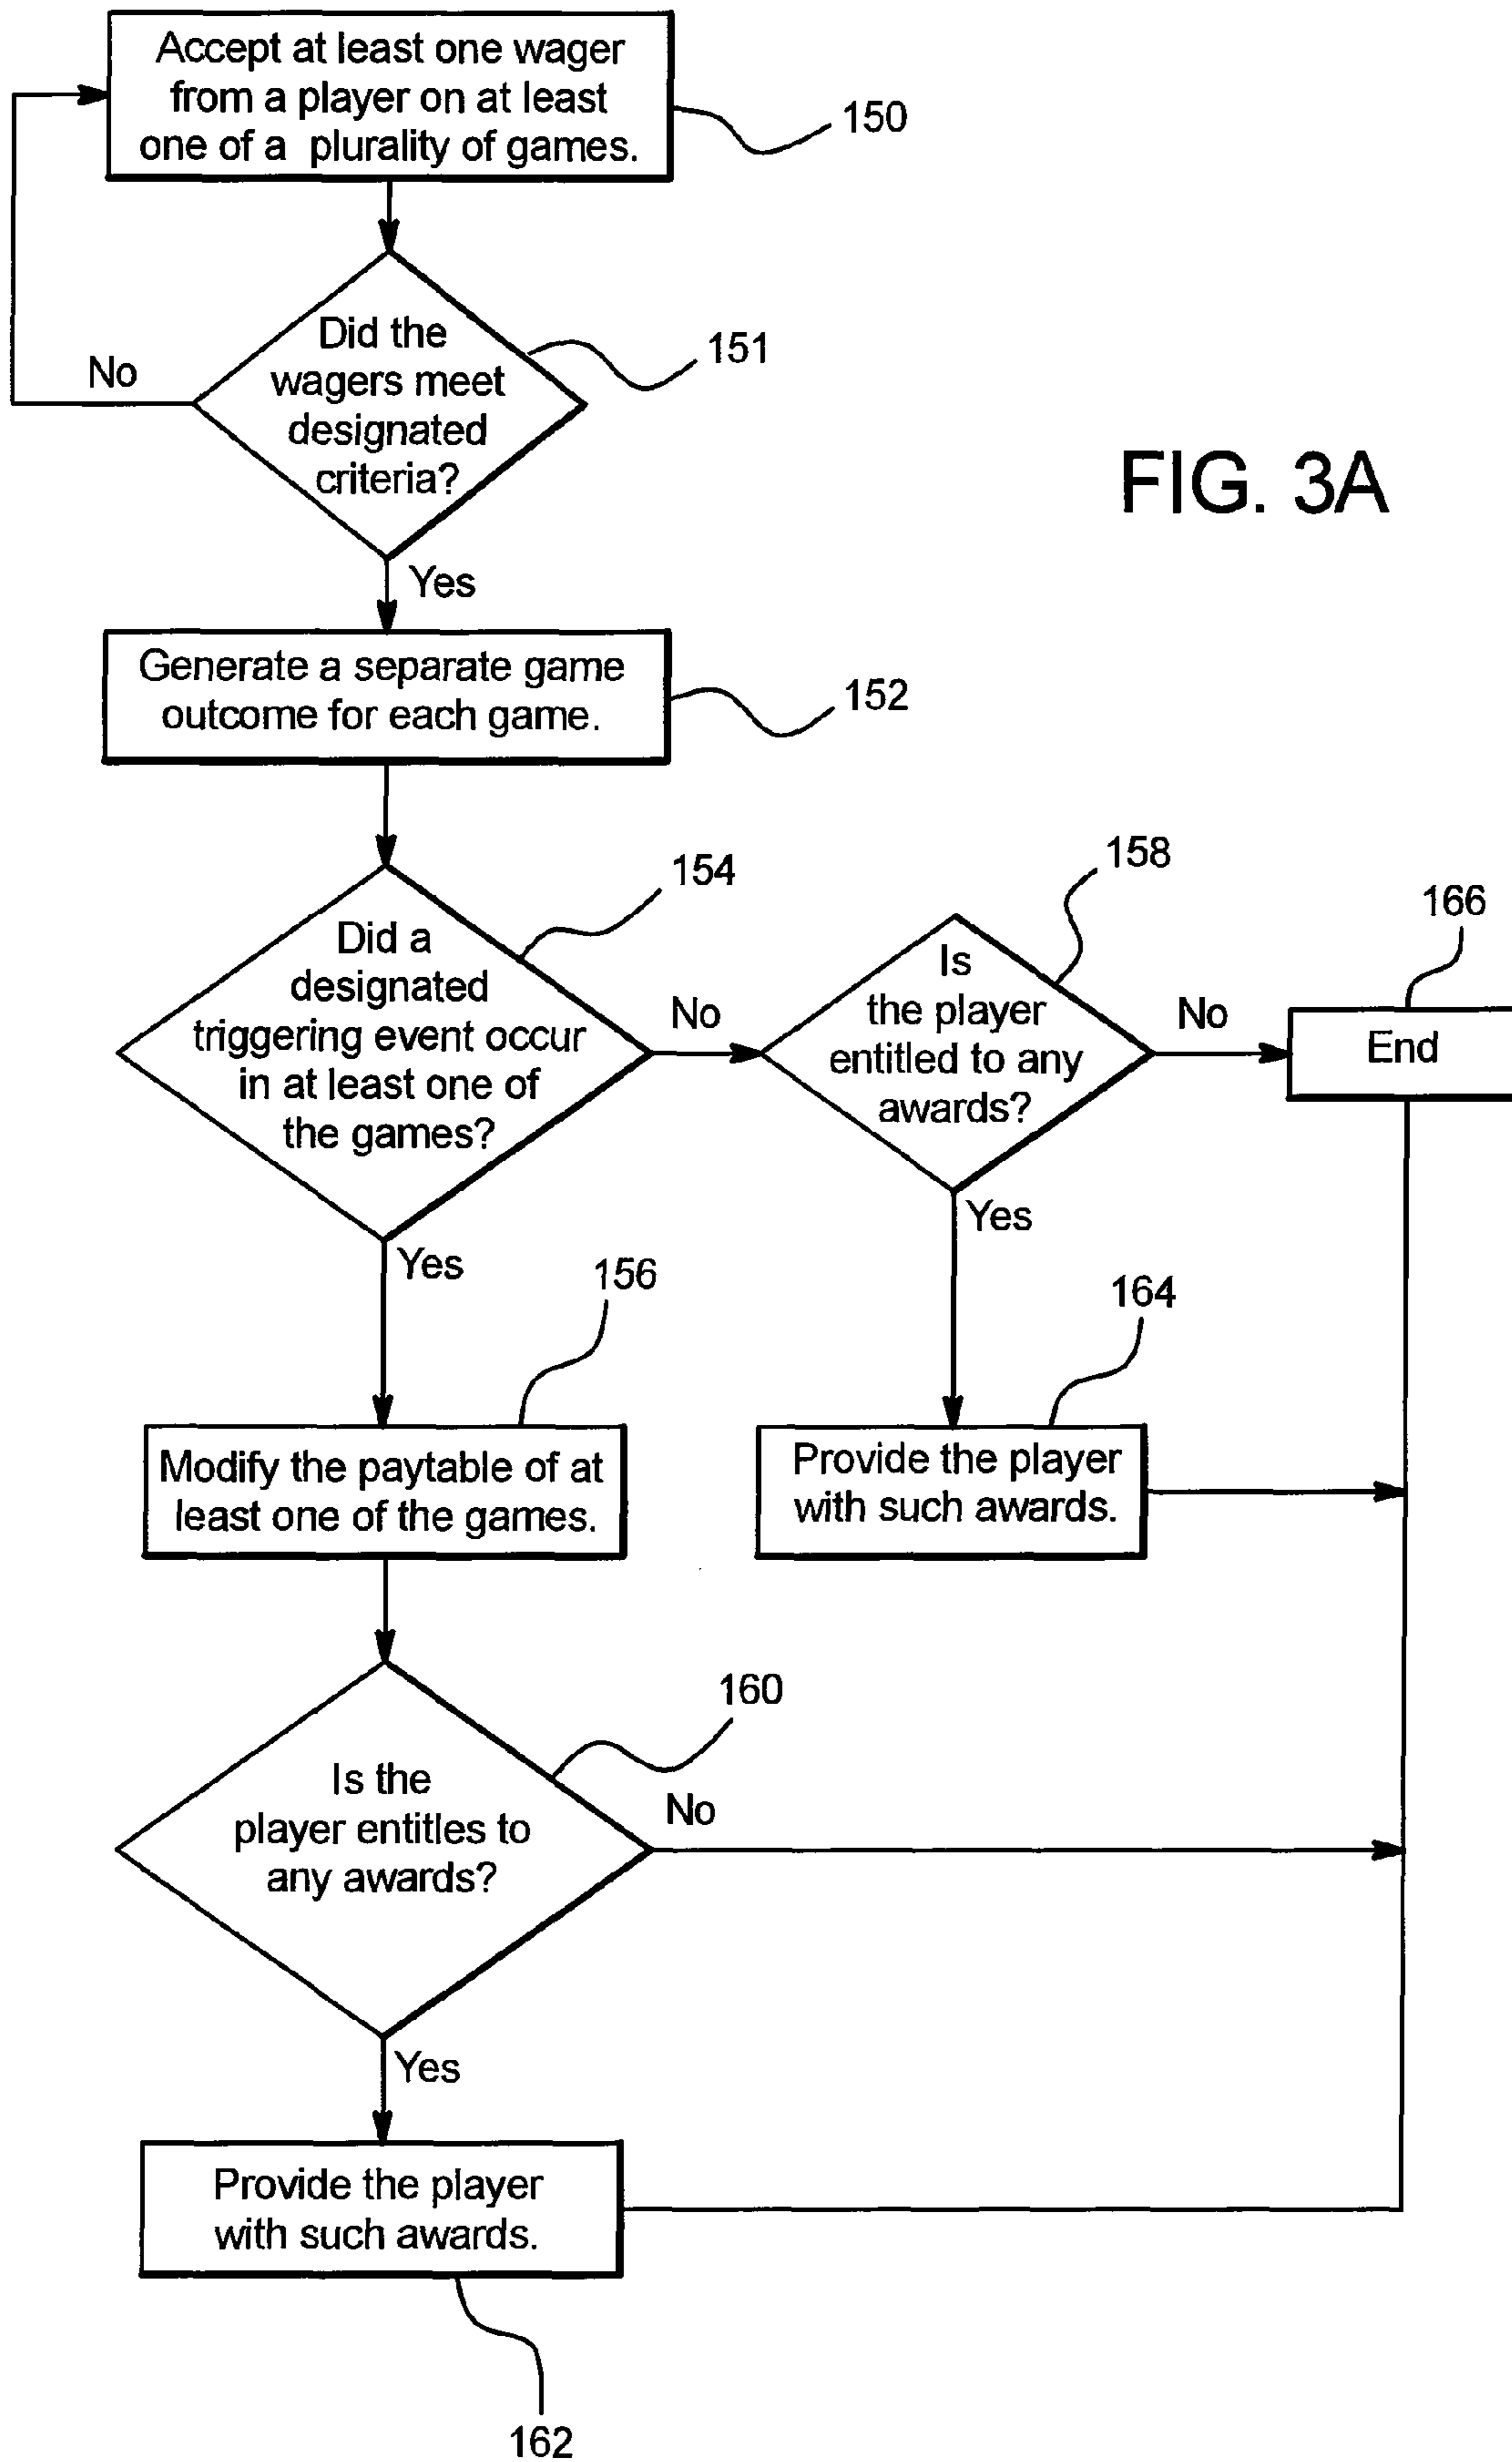 Accept at least one wager
from a player on at least
one of a plurality of games.
150
Did the
wagers meet
designated
criteria?
151
No
FIG. 3A
Yes
Generate a separate game
outcome for each game.
152
Did a
designated
triggering event occur
in at least one of
the games?
154
No
Is
the player
entitled to any
awards?
158
No
End
166
Yes
Yes
Modify the paytable of at
least one of the games.
156
Provide the player
with such awards.
164
Is the
player entitles to
any awards?
160
No
Yes
Provide the player
with such awards.
162